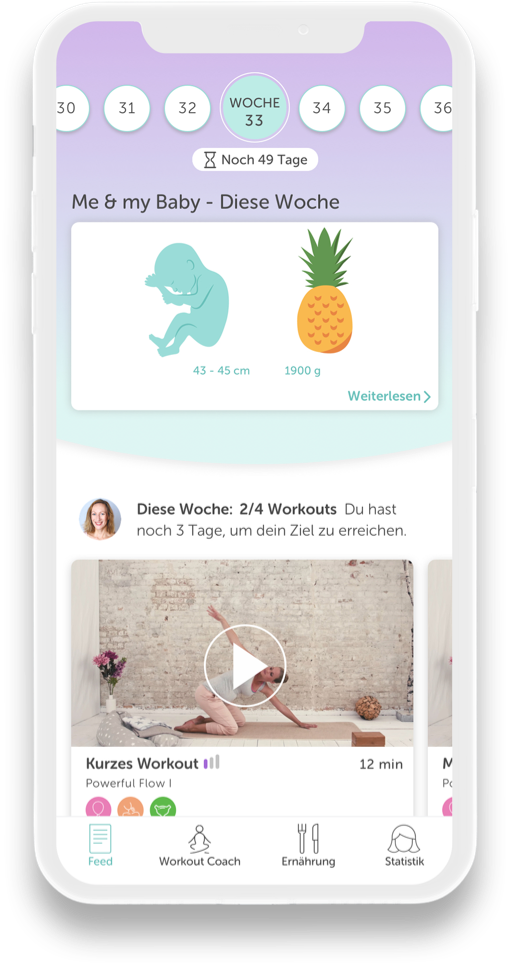 30 31 32 WOCHE 33 34 35 36
Noch 49 Tage
Me & my Baby - Diese Woche
43 - 45 cm 1900 g
Weiterlesen
Diese Woche: 2/4 Workouts Du hast
noch 3 Tage, um dein Ziel zu erreichen.
Kurzes Workout 12 min
Powerful Flow I
Feed Workout Coach Ernährung Statistik